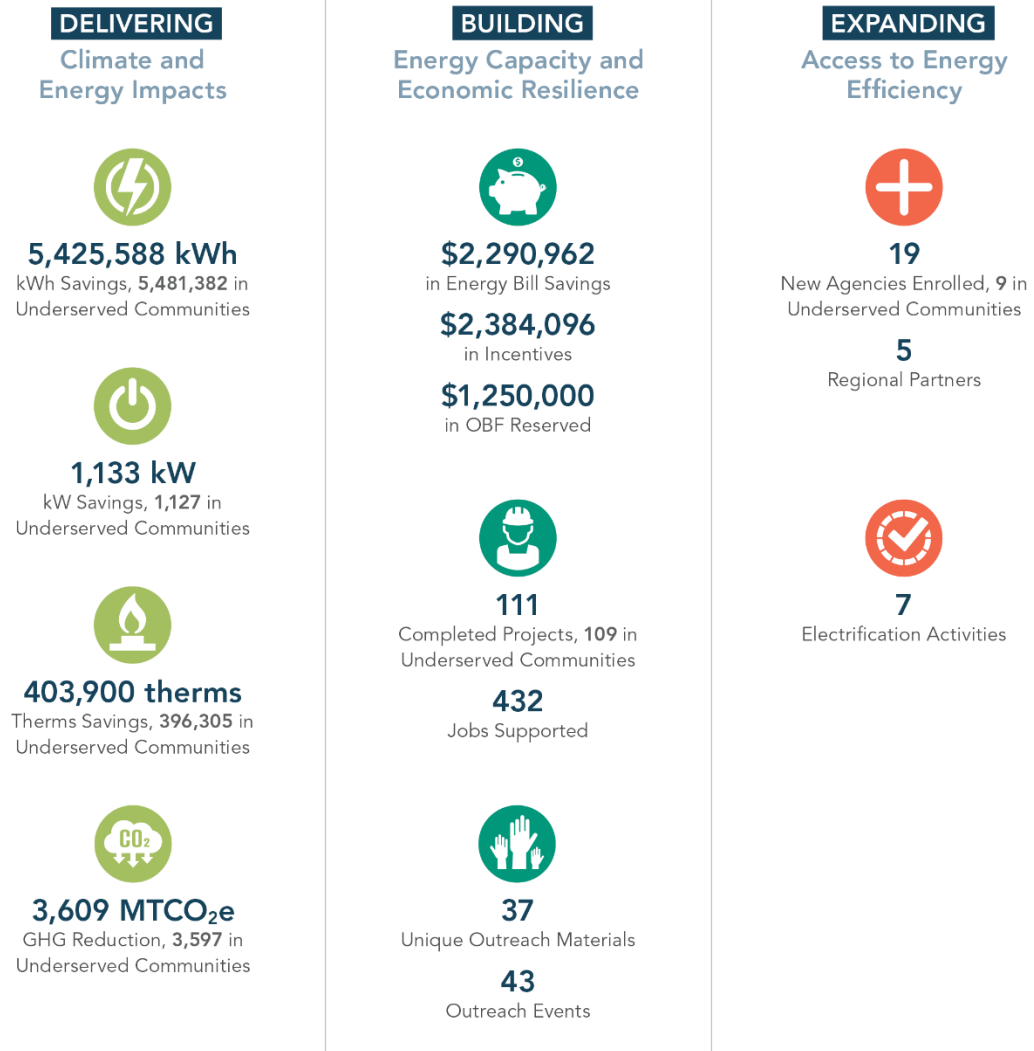 DELIVERING
Climate and
Energy Impacts
5,425,588 kWh
kWh Savings, 5,481,382 in
Underserved Communities
1,133 kW
kW Savings, 1,127 in
Underserved Communities
403,900 therms
Therms Savings, 396,305 in
Underserved Communities
CO₂
3,609 MTCO₂e
GHG Reduction, 3,597 in
Underserved Communities
BUILDING
Energy Capacity and
Economic Resilience
$
$2,290,962
in Energy Bill Savings
$2,384,096
in Incentives
$1,250,000
in OBF Reserved
111
Completed Projects, 109 in
Underserved Communities
432
Jobs Supported
37
Unique Outreach Materials
43
Outreach Events
EXPANDING
Access to Energy
Efficiency
19
New Agencies Enrolled, 9 in
Underserved Communities
5
Regional Partners
7
Electrification Activities